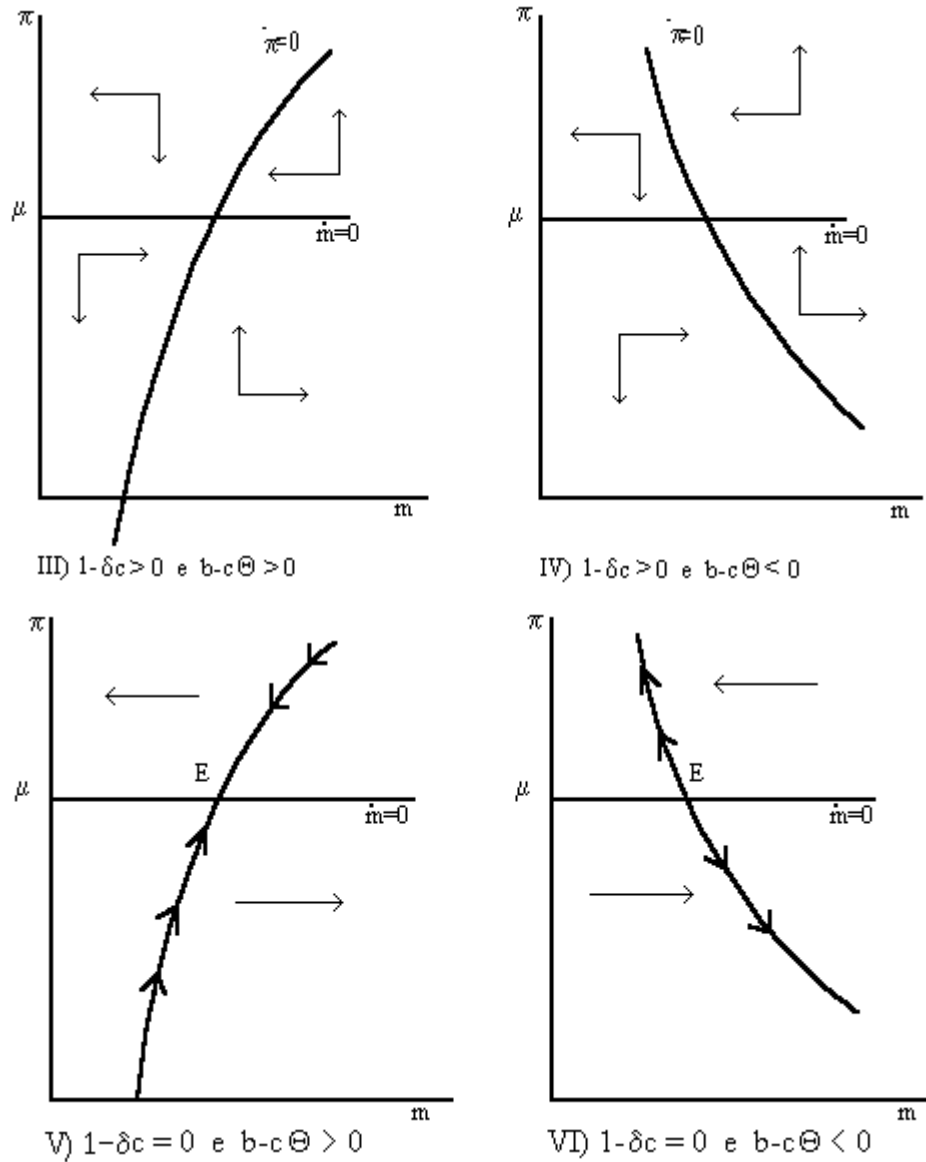 π
π̇=0
μ
ṁ=0
m
III) 1-δc>0 e b-cΘ>0
π
π̇=0
μ
ṁ=0
m
IV) 1-δc>0 e b-cΘ<0
π
E
μ
ṁ=0
m
V) 1-δc=0 e b-cΘ>0
π
E
μ
ṁ=0
m
VI) 1-δc=0 e b-cΘ<0